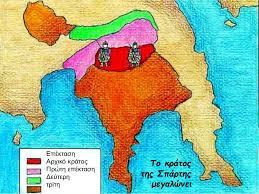 Επέκταση
Αρχικό κράτος
Πρώτη επέκταση
Δεύτερη
τρίτη
Το κράτος
της Σπάρτης
μεγαλώνει